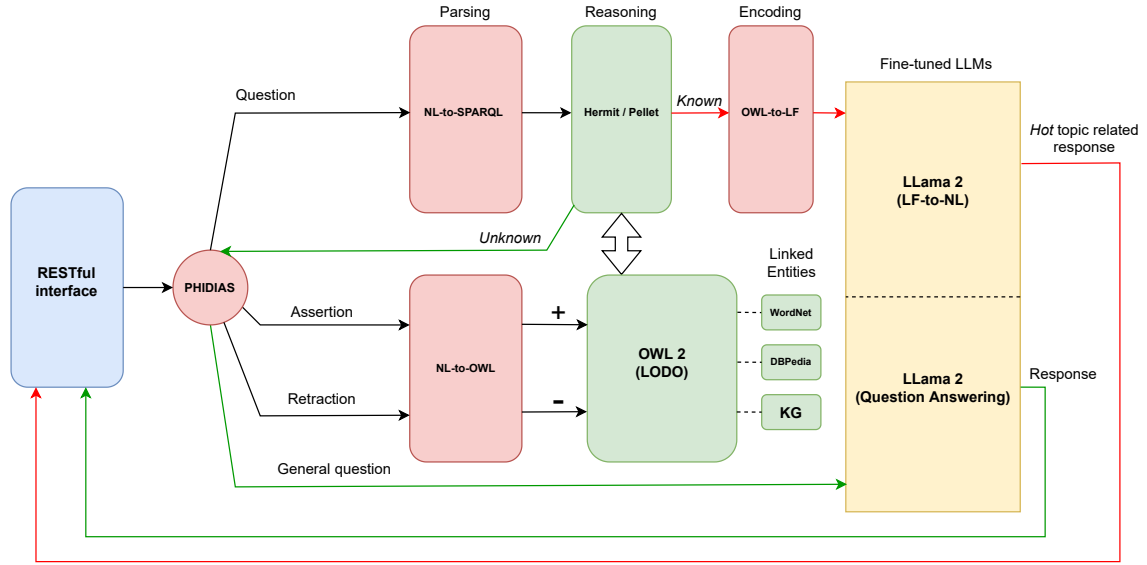 Parsing
Reasoning
Encoding
Fine-tuned LLMs
Question
NL-to-SPARQL
Hermit / Pellet
Known
OWL-to-LF
Hot topic related
response
LLama 2
(LF-to-NL)
Unknown
RESTful
interface
PHIDIAS
Linked
Entities
Assertion
+
WordNet
NL-to-OWL
OWL 2
(LODO)
DBPedia
LLama 2
(Question Answering)
Response
Retraction
-
KG
General question